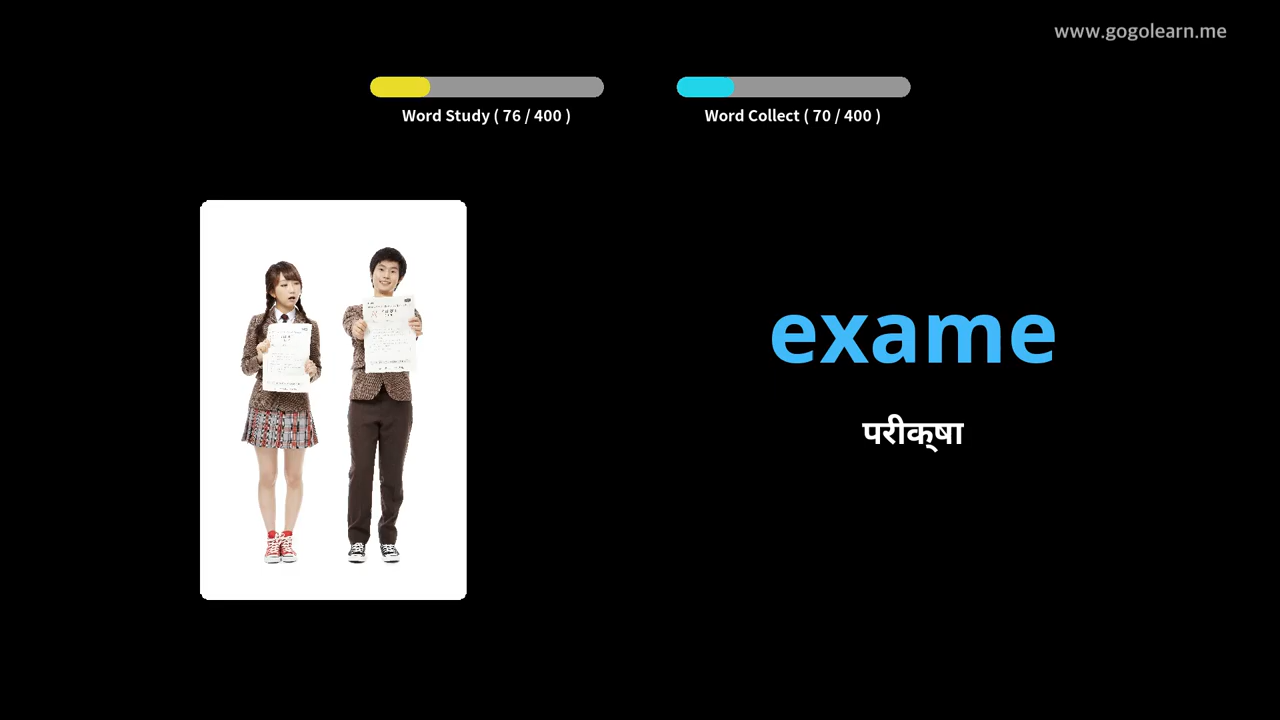 www.gogolearn.me
Word Study ( 76 / 400 )
Word Collect ( 70 / 400 )
exame
परीक्‌षा